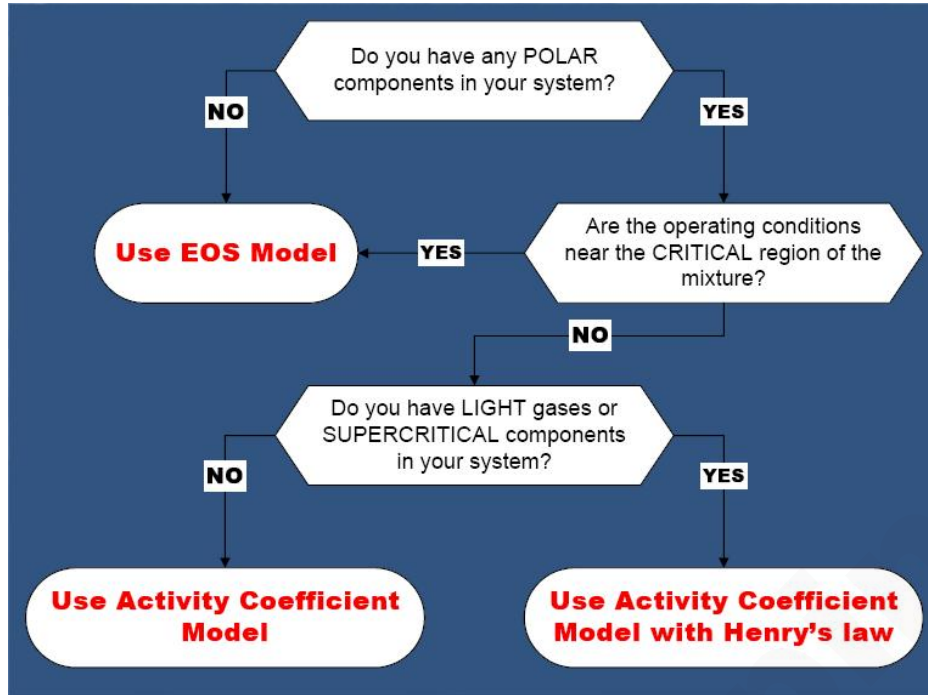 Do you have any POLAR
components in your system?
NO
YES
Use EOS Model
YES
Are the operating conditions
near the CRITICAL region of the
mixture?
NO
Do you have LIGHT gases or
SUPERCRITICAL components
in your system?
NO
YES
Use Activity Coefficient
Model
Use Activity Coefficient
Model with Henry’s law